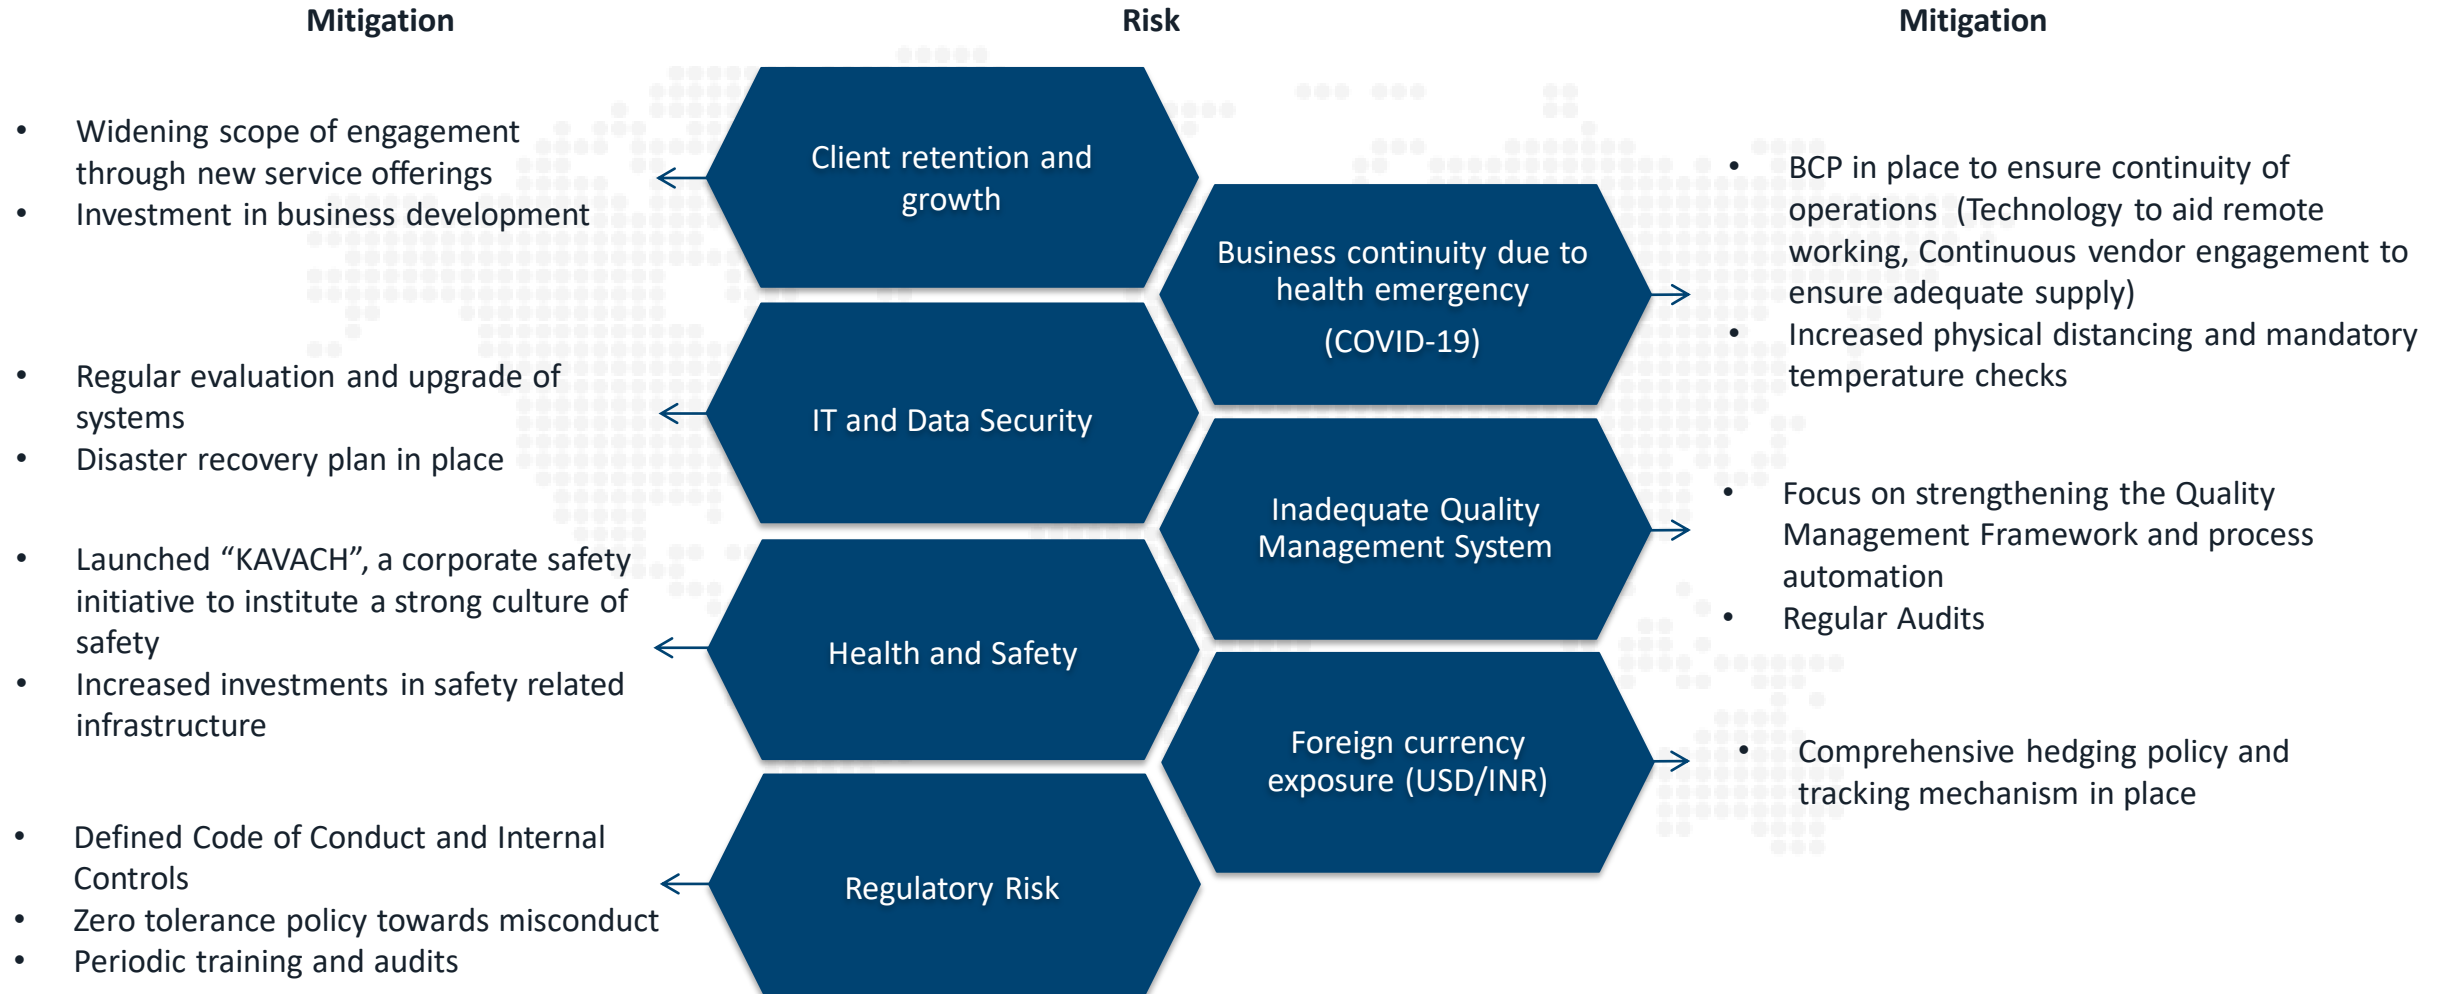 Mitigation
Risk
Mitigation
• Widening scope of engagement
through new service offerings
• Investment in business development
Client retention and
growth
Business continuity due to
health emergency
(COVID-19)
• BCP in place to ensure continuity of
operations (Technology to aid remote
working, Continuous vendor engagement to
ensure adequate supply)
• Increased physical distancing and mandatory
temperature checks
• Regular evaluation and upgrade of
systems
• Disaster recovery plan in place
IT and Data Security
Inadequate Quality
Management System
• Focus on strengthening the Quality
Management Framework and process
automation
• Regular Audits
• Launched “KAVACH”, a corporate safety
initiative to institute a strong culture of
safety
• Increased investments in safety related
infrastructure
Health and Safety
Foreign currency
exposure (USD/INR)
• Comprehensive hedging policy and
tracking mechanism in place
• Defined Code of Conduct and Internal
Controls
• Zero tolerance policy towards misconduct
• Periodic training and audits
Regulatory Risk